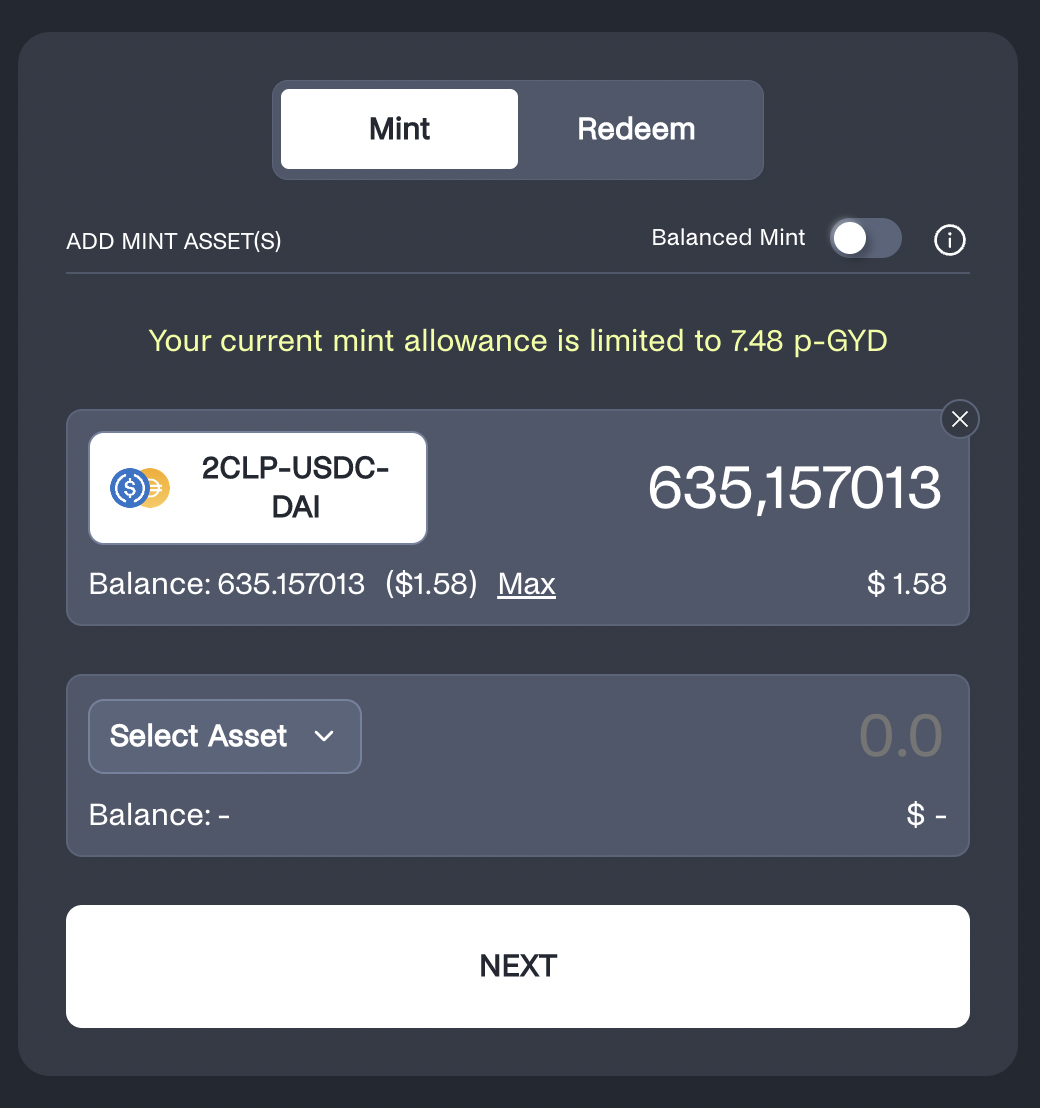 Mint
Redeem
ADD MINT ASSET(S)
Balanced Mint
Your current mint allowance is limited to 7.48 p-GYD
2CLP-USDC-
DAI
635,157013
Balance: 635.157013 ($1.58) Max
$ 1.58
Select Asset
0.0
Balance: -
$ -
NEXT